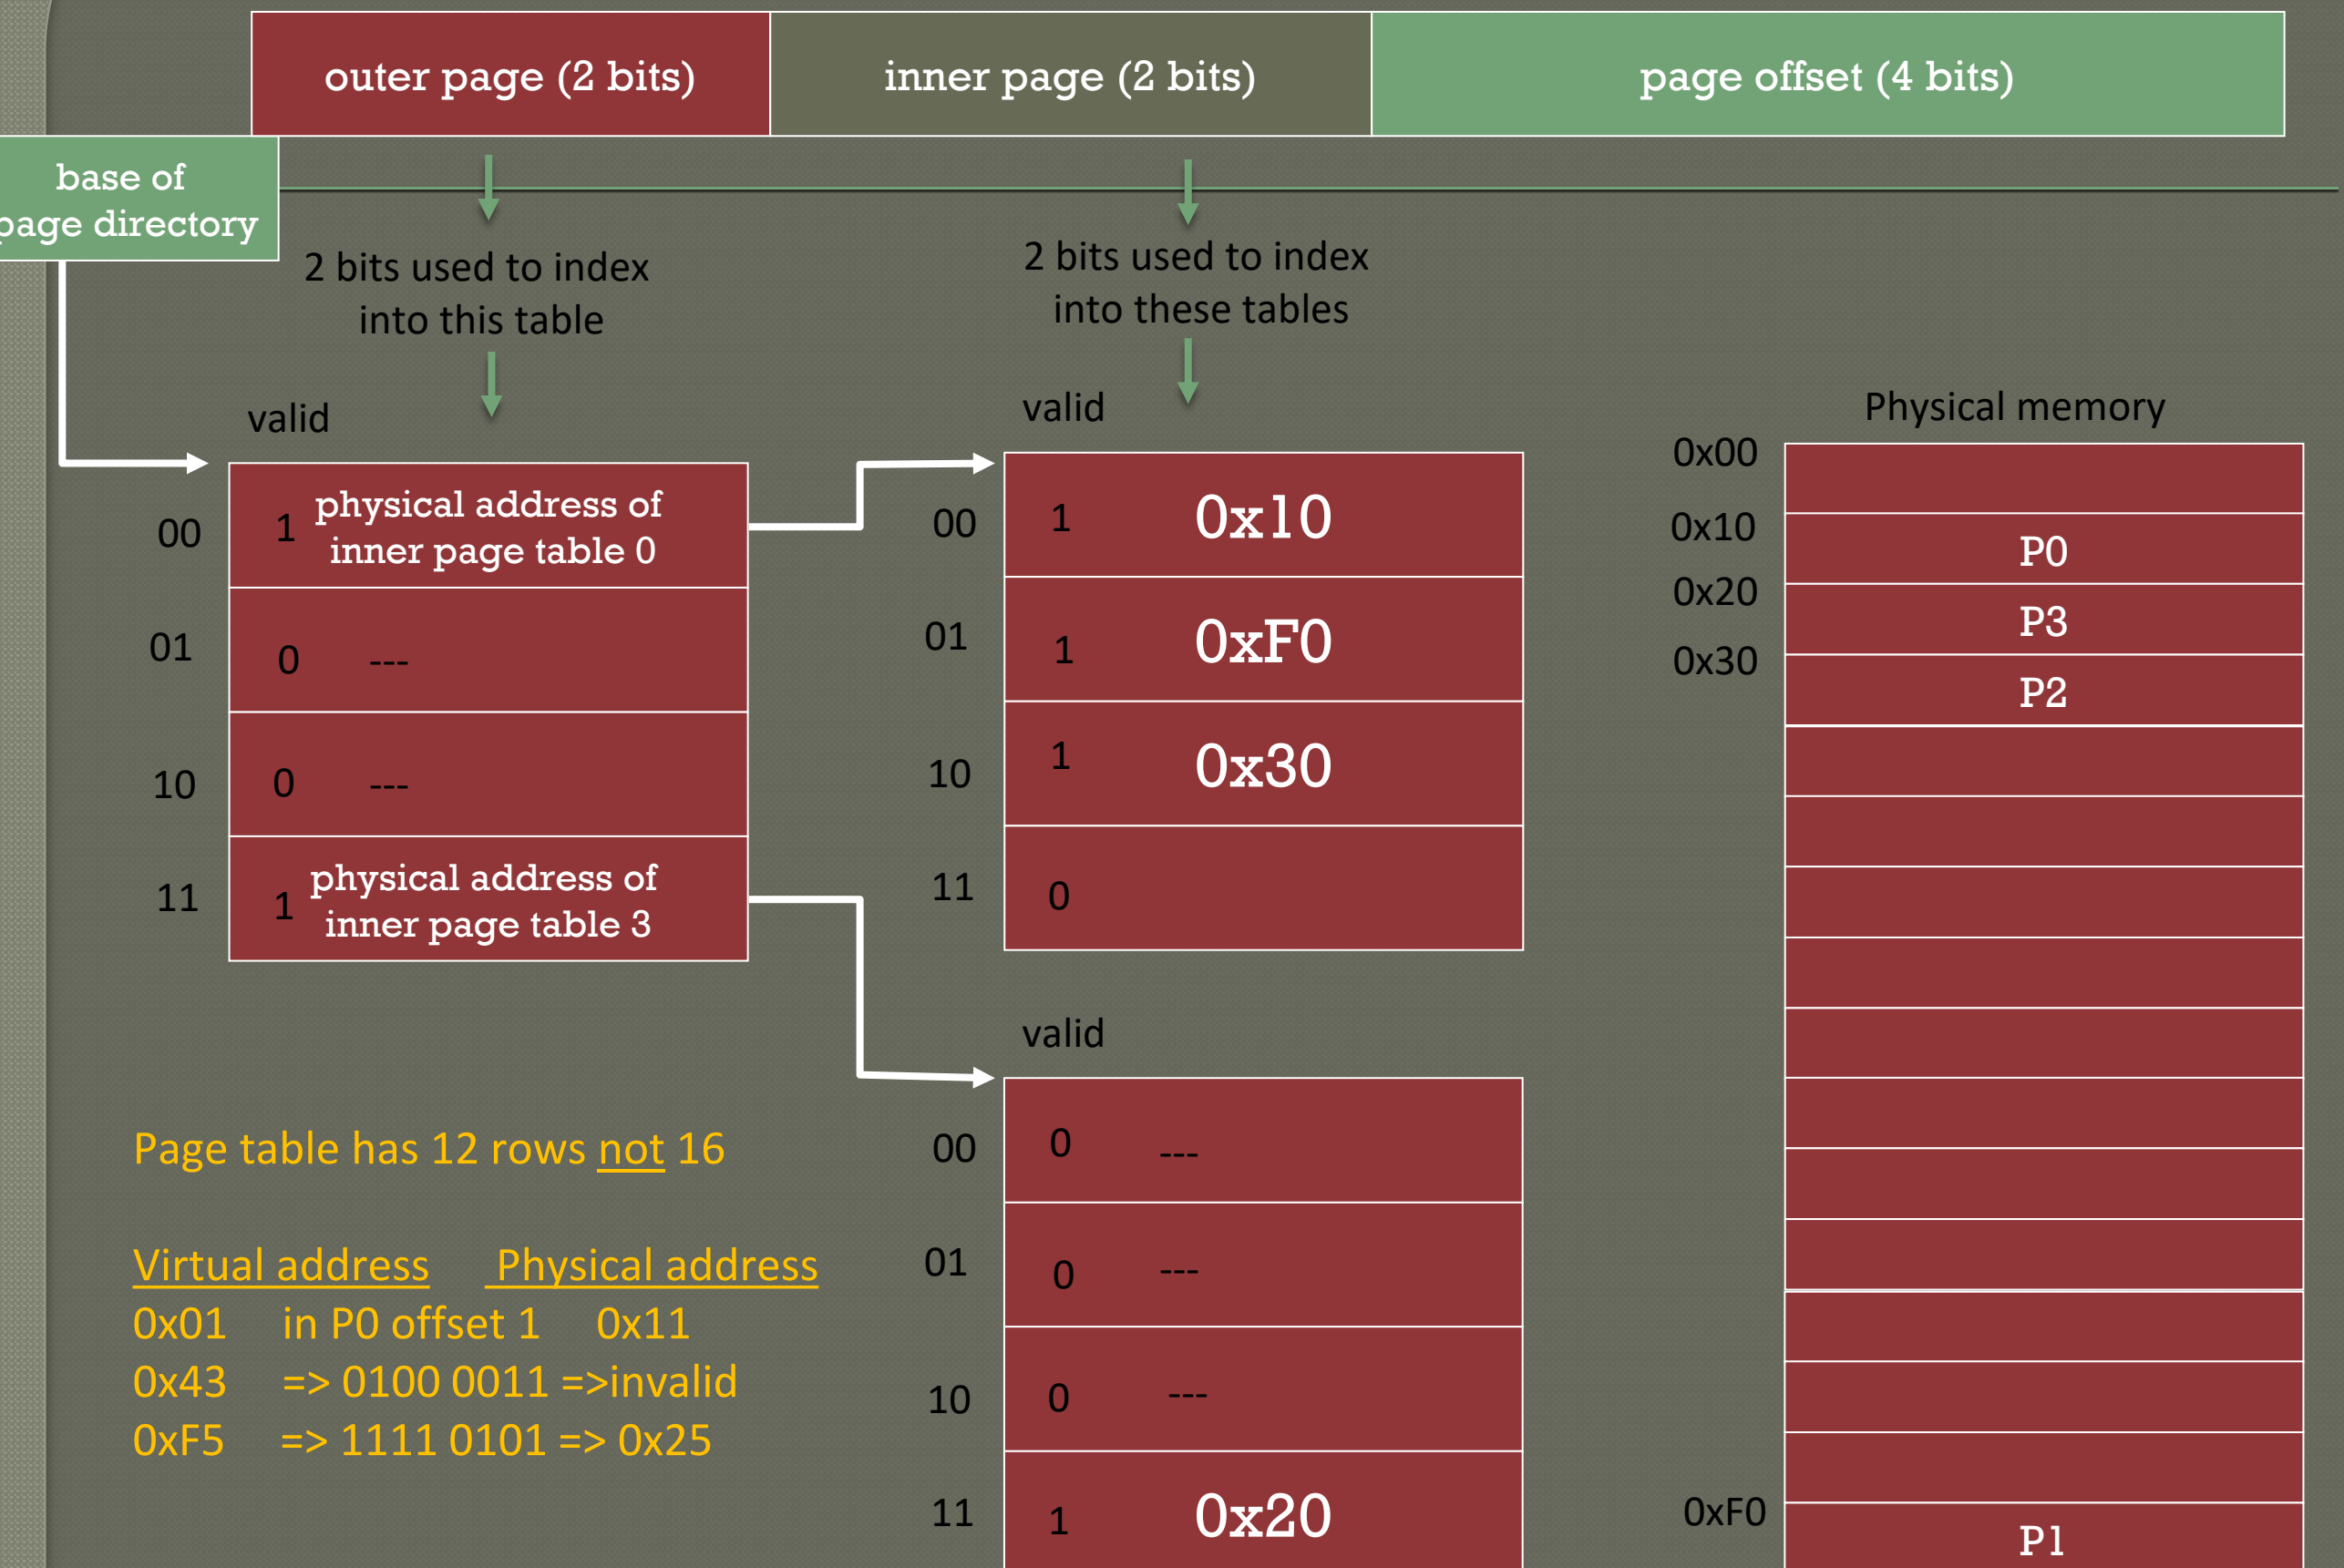 outer page (2 bits)
inner page (2 bits)
page offset (4 bits)
base of
page directory
2 bits used to index
into this table
2 bits used to index
into these tables
valid
00 1 physical address of
inner page table 0
01 0 ---
10 0 ---
11 1 physical address of
inner page table 3
valid
00 1 0x10
01 1 0xF0
10 1 0x30
11 0
valid
00 0 ---
01 0 ---
10 0 ---
11 1 0x20
Physical memory
0x00
0x10 P0
0x20 P3
0x30 P2
0xF0 P1
Page table has 12 rows not 16
Virtual address Physical address
0x01 in P0 offset 1 0x11
0x43 => 0100 0011 =>invalid
0xF5 => 1111 0101 => 0x25